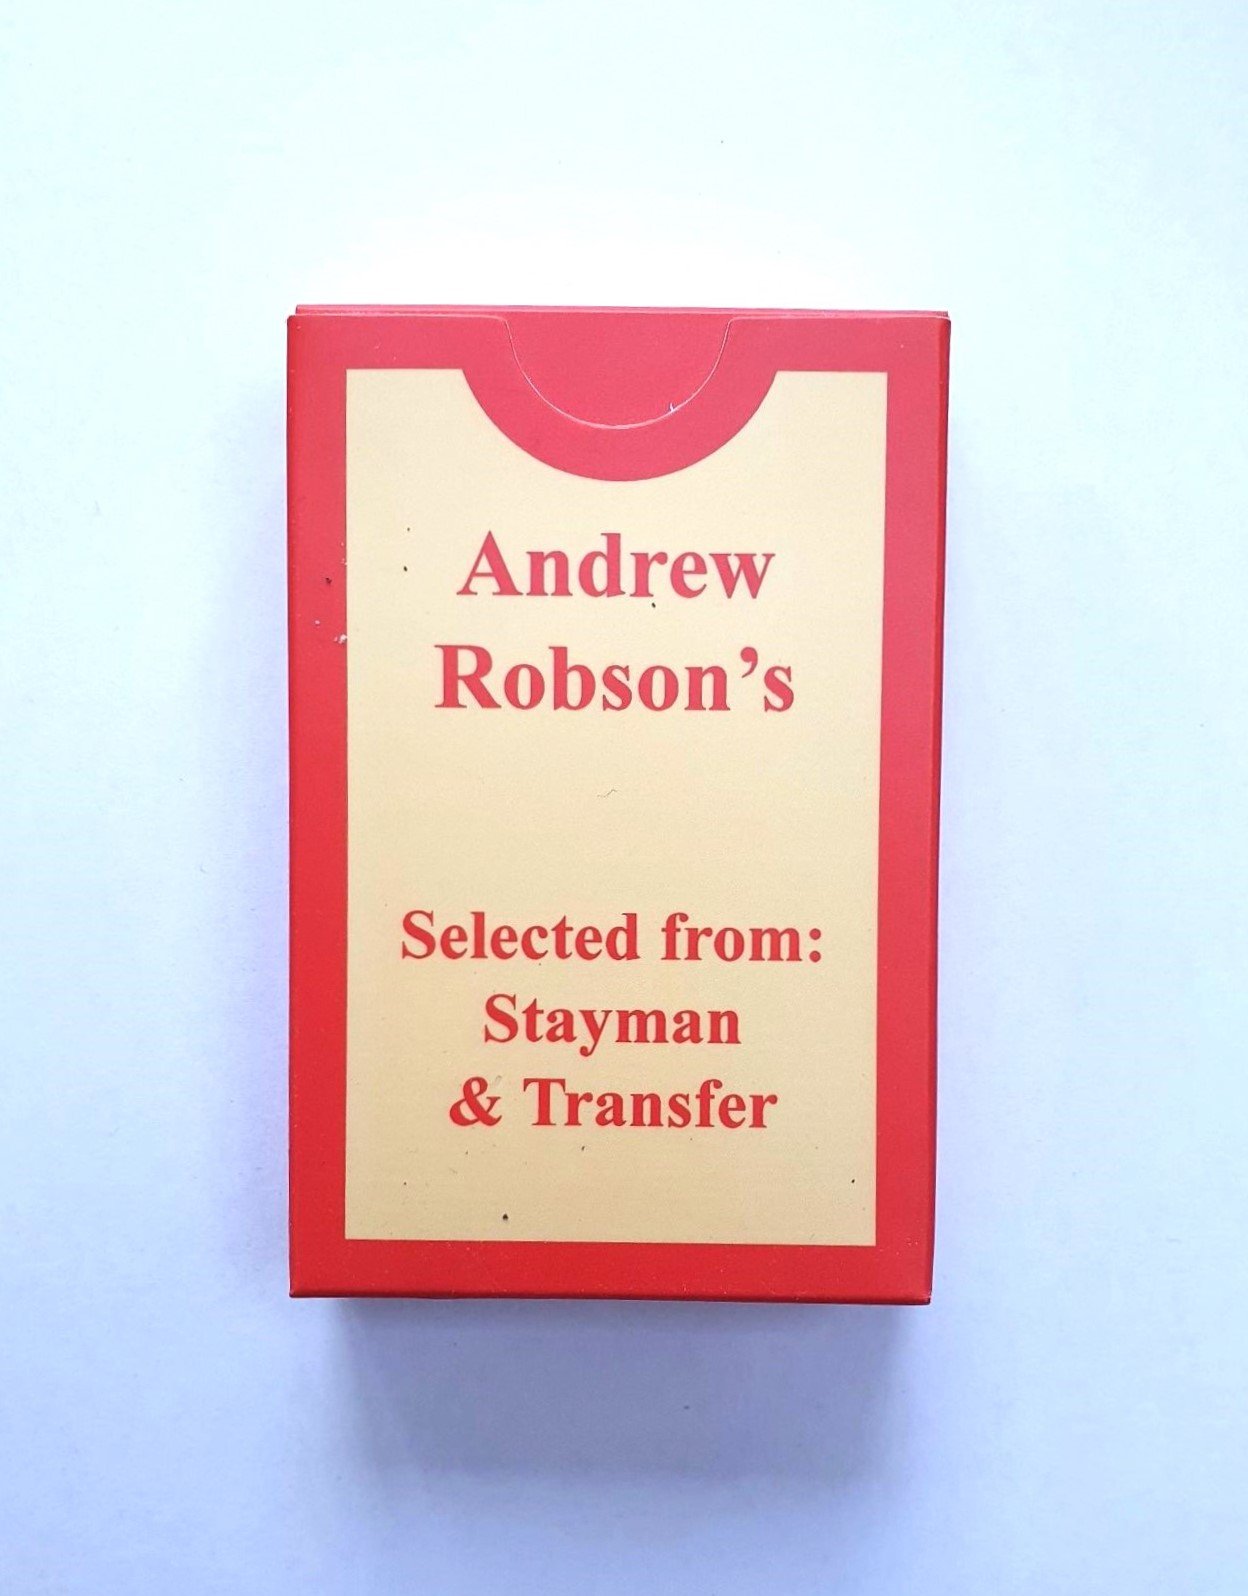 Andrew
Robson’s
Selected from:
Stayman
& Transfer